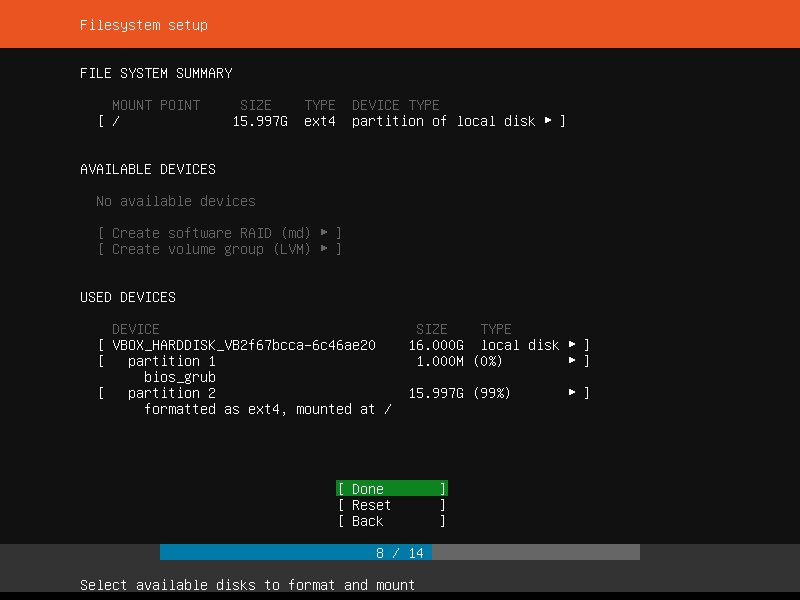 Filesystem setup
FILE SYSTEM SUMMARY
MOUNT POINT SIZE TYPE DEVICE TYPE
[ / 15.997G ext4 partition of local disk ▸ ]
AVAILABLE DEVICES
No available devices
[ Create software RAID (md) ▸ ]
[ Create volume group (LVM) ▸ ]
USED DEVICES
DEVICE SIZE TYPE
[ VBOX_HARDDISK_VB2f67bcca-6c46ae20 16.000G local disk ▸ ]
[ partition 1 1.000M (0%) ▸ ]
bios_grub
[ partition 2 15.997G (99%) ▸ ]
formatted as ext4, mounted at /
[ Done ]
[ Reset ]
[ Back ]
8 / 14
Select available disks to format and mount